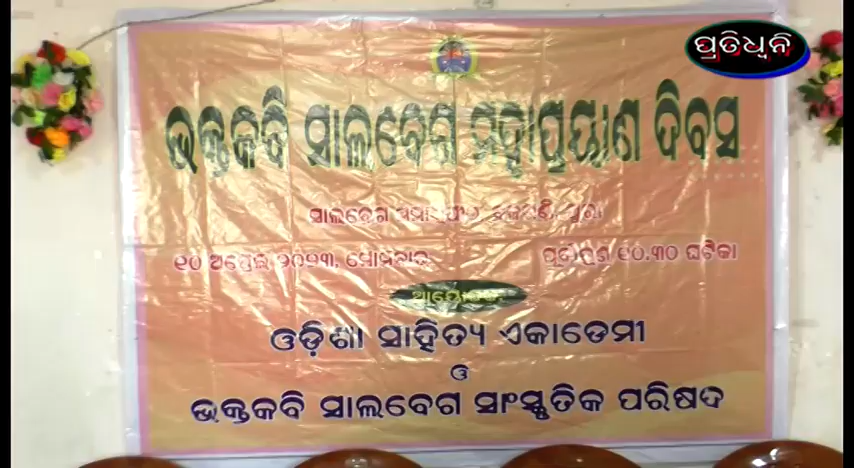 ପ୍ରତିଧ୍ୱନି
ଭକ୍ତକବି ସାଲବେଗ ମହାପ୍ରୟାଣ ଦିବସ
ସାଲବେଗ
୧୦ ଅପ୍ରେଲ ୨୦୨୩, ସୋମବାର ପୂର୍ବାହ୍ଣ ୧୦.୩୦ ଘଟିକା
ଆୟୋଜକ
ଓଡ଼ିଶା ସାହିତ୍ୟ ଏକାଡେମୀ
ଓ
ଭକ୍ତକବି ସାଲବେଗ ସାଂସ୍କୃତିକ ପରିଷଦ